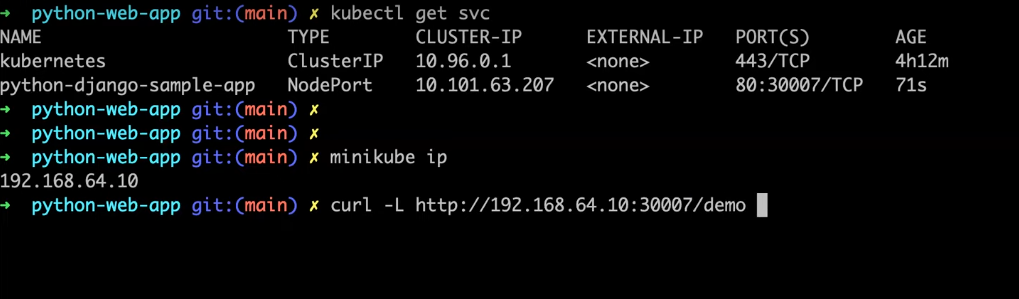 ➜  python-web-app git:(main) ✗ kubectl get svc
NAME                       TYPE        CLUSTER-IP      EXTERNAL-IP   PORT(S)        AGE
kubernetes                 ClusterIP   10.96.0.1       <none>        443/TCP        4h12m
python-django-sample-app   NodePort    10.101.63.207   <none>        80:30007/TCP   71s
➜  python-web-app git:(main) ✗
➜  python-web-app git:(main) ✗
➜  python-web-app git:(main) ✗ minikube ip
192.168.64.10
➜  python-web-app git:(main) ✗ curl -L http://192.168.64.10:30007/demo